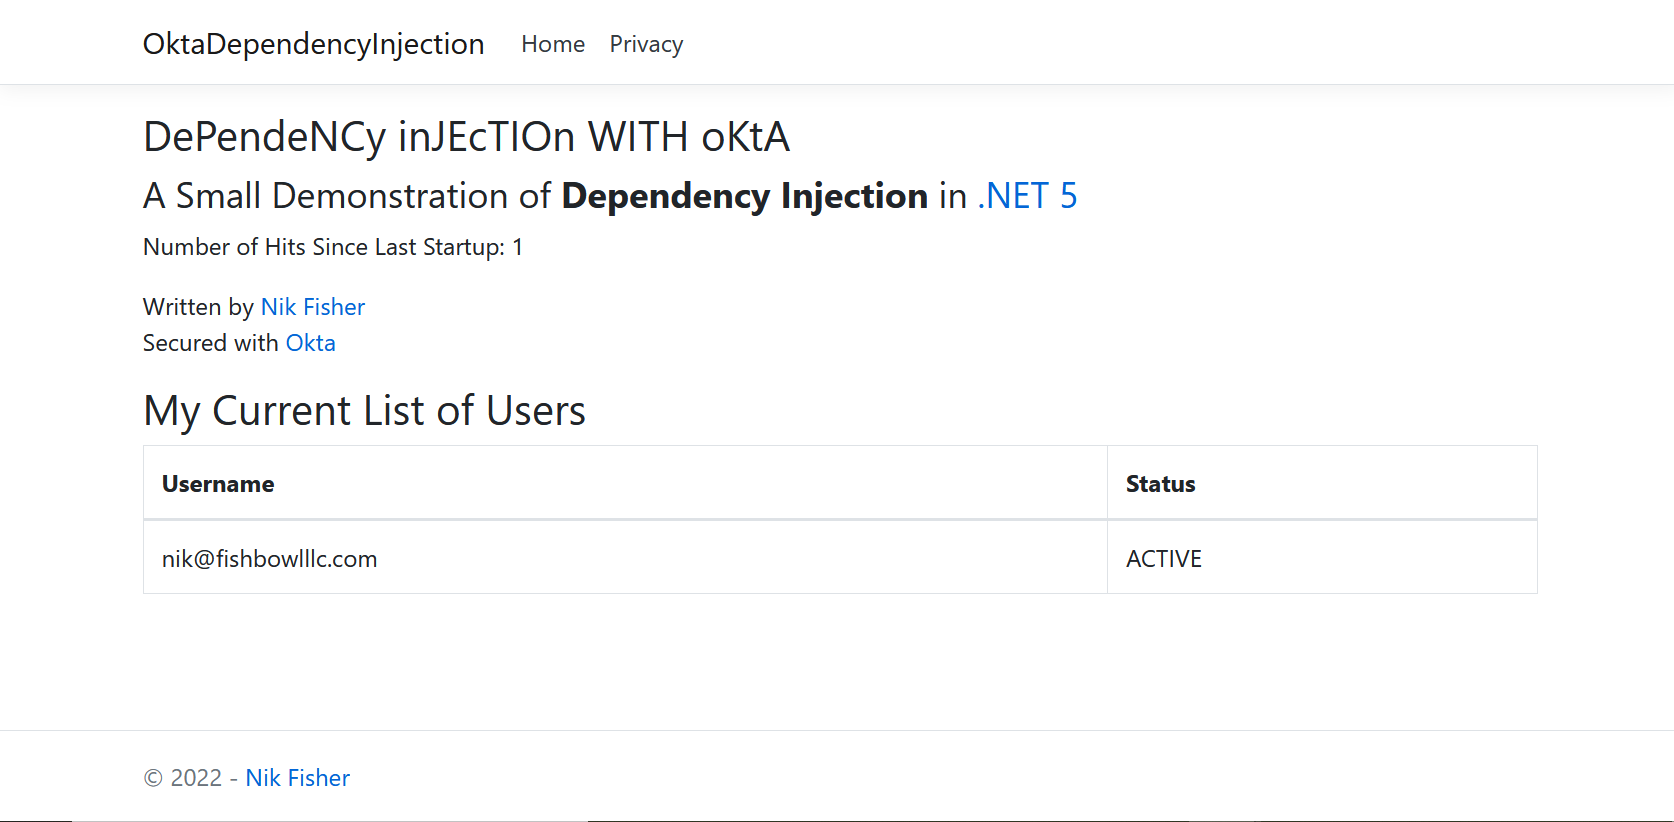 OktaDependencyInjection Home Privacy
DePendeNCy inJEcTIOn WITH oKtA
A Small Demonstration of Dependency Injection in .NET 5
Number of Hits Since Last Startup: 1
Written by Nik Fisher
Secured with Okta
My Current List of Users
Username Status
nik@fishbowlllc.com ACTIVE
© 2022 - Nik Fisher